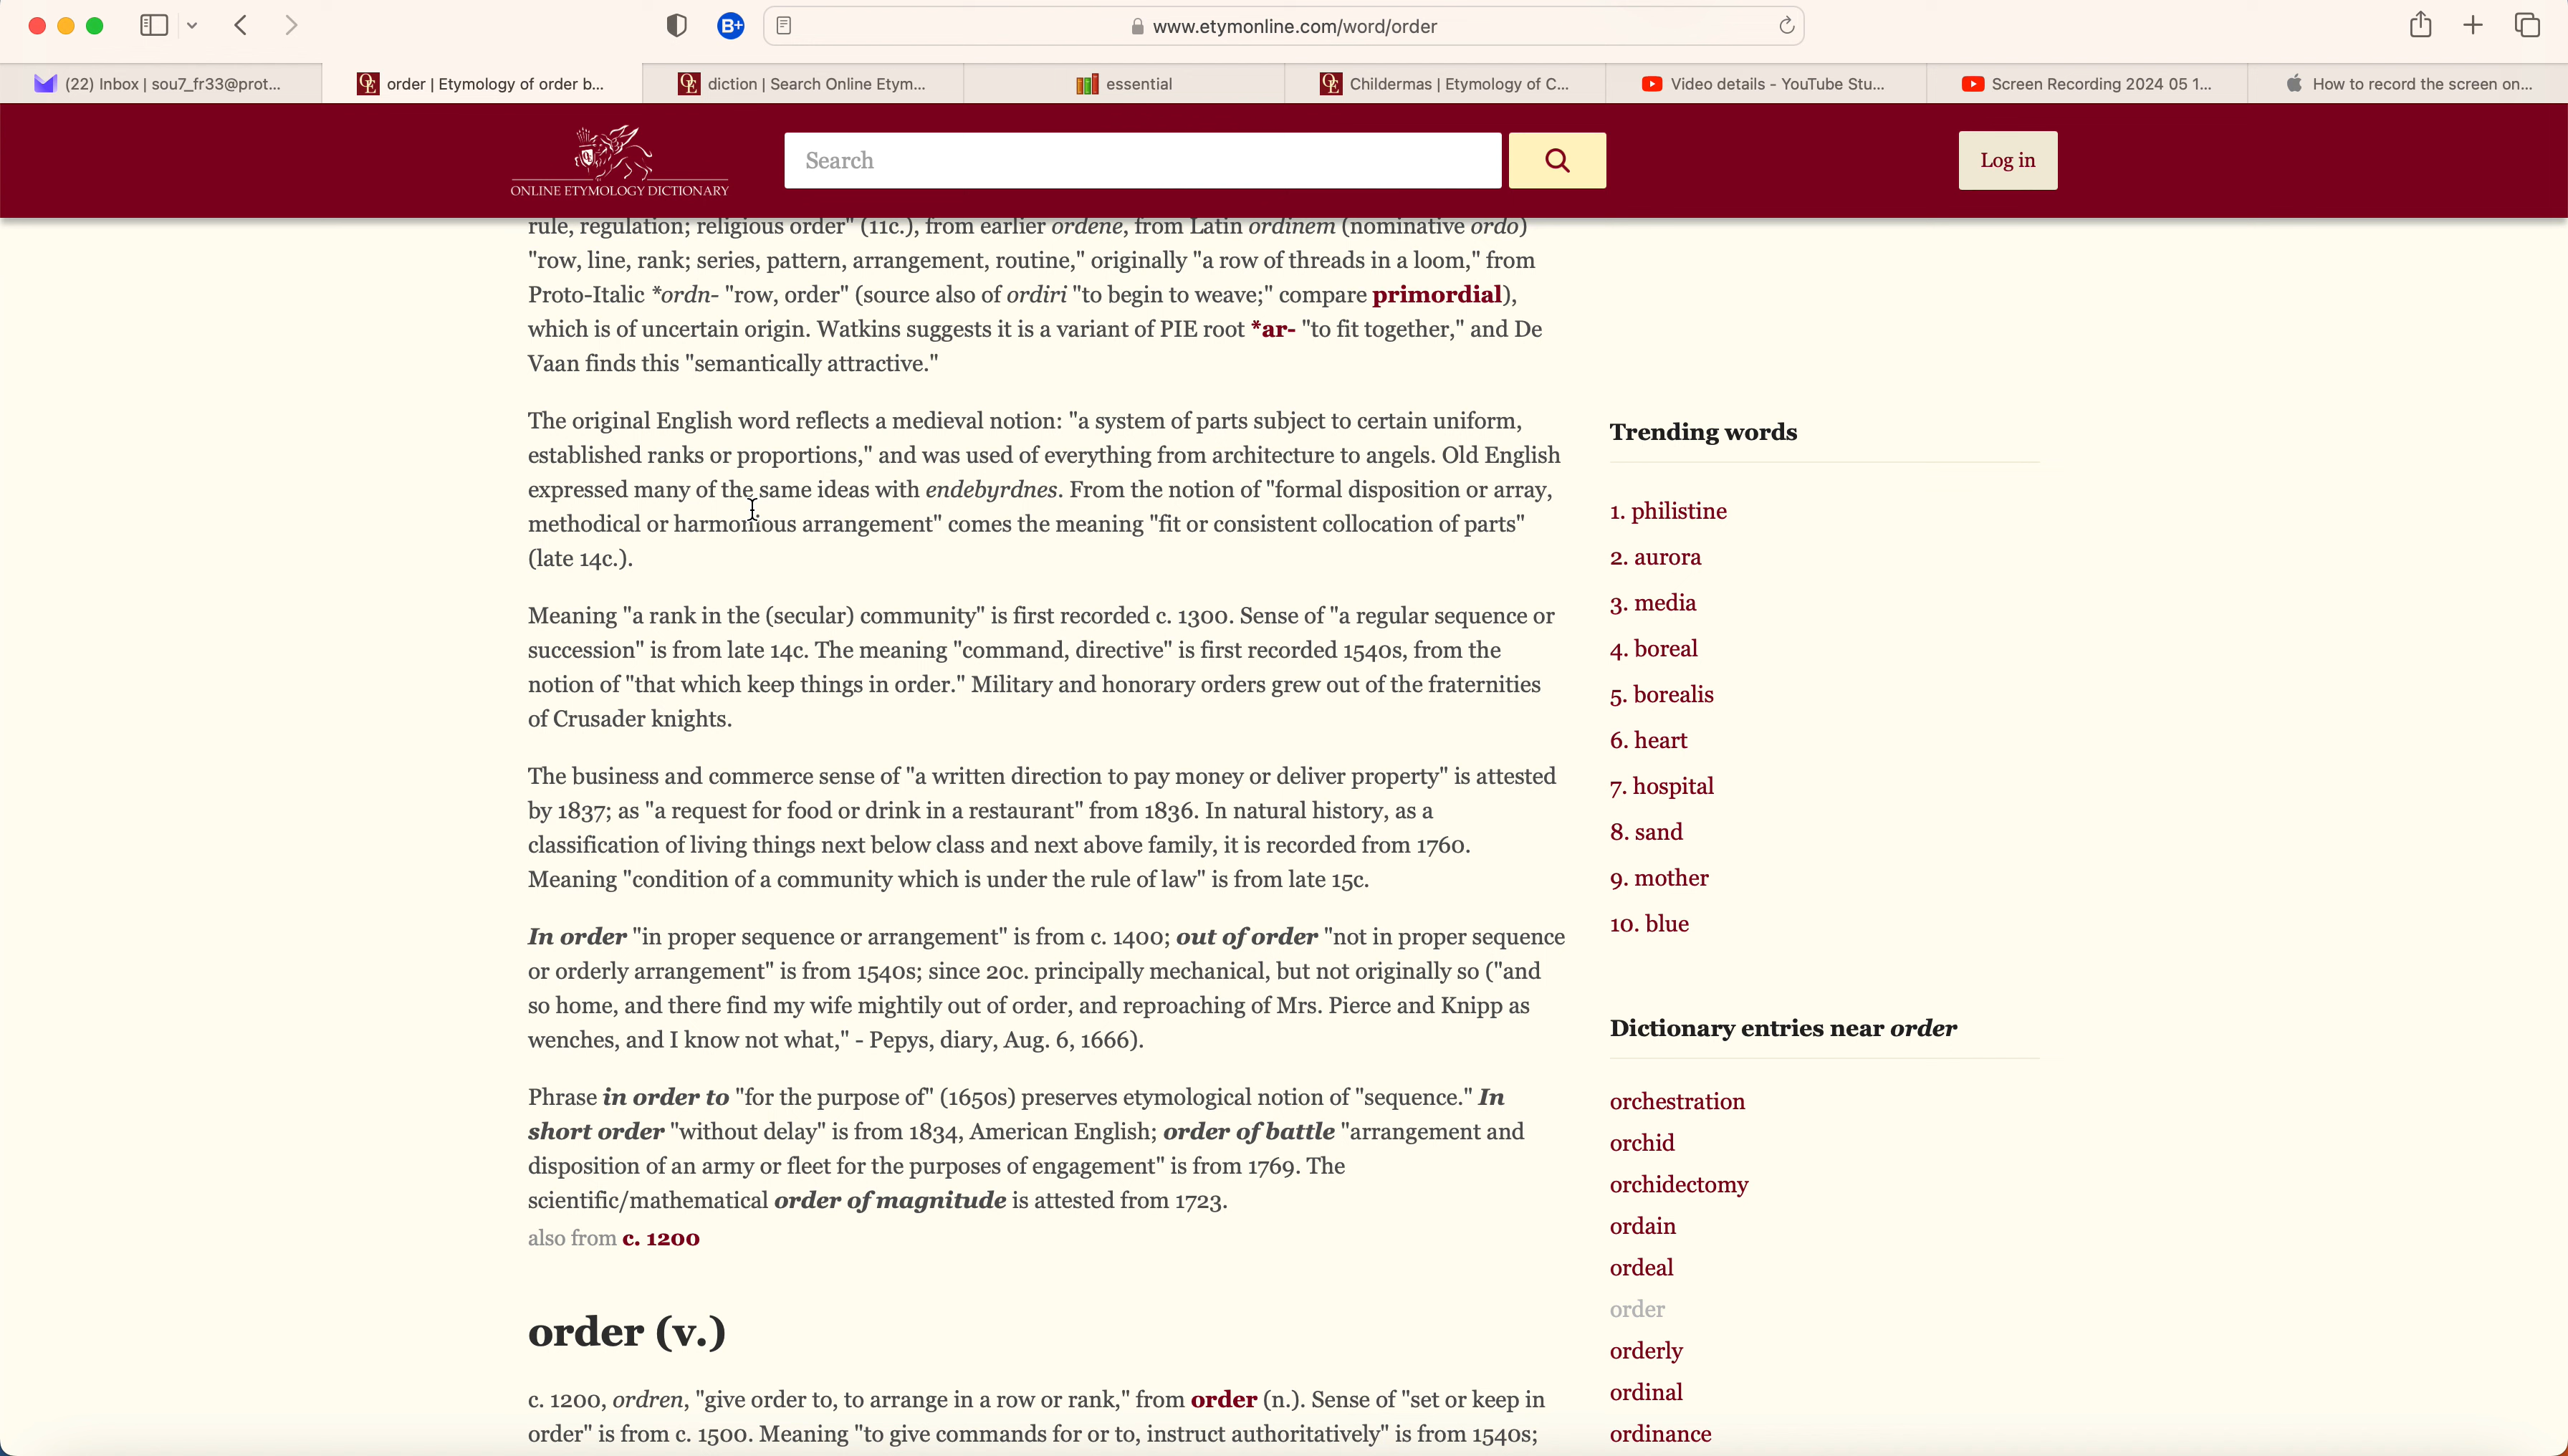 www.etymonline.com/word/order
(22) Inbox | sou7_fr33@prot...
order | Etymology of order b...
diction | Search Online Etym...
essential
Childermas | Etymology of C...
Video details - YouTube Stu...
Screen Recording 2024 05 1...
How to record the screen on...
ONLINE ETYMOLOGY DICTIONARY
Search
Log in
rule, regulation; religious order" (11c.), from earlier ordene, from Latin ordinem (nominative ordo)
"row, line, rank; series, pattern, arrangement, routine," originally "a row of threads in a loom," from
Proto-Italic *ordn- "row, order" (source also of ordiri "to begin to weave;" compare primordial),
which is of uncertain origin. Watkins suggests it is a variant of PIE root *ar- "to fit together," and De
Vaan finds this "semantically attractive."
The original English word reflects a medieval notion: "a system of parts subject to certain uniform,
established ranks or proportions," and was used of everything from architecture to angels. Old English
expressed many of the same ideas with endebyrdnes. From the notion of "formal disposition or array,
methodical or harmonious arrangement" comes the meaning "fit or consistent collocation of parts"
(late 14c.).
Meaning "a rank in the (secular) community" is first recorded c. 1300. Sense of "a regular sequence or
succession" is from late 14c. The meaning "command, directive" is first recorded 1540s, from the
notion of "that which keep things in order." Military and honorary orders grew out of the fraternities
of Crusader knights.
The business and commerce sense of "a written direction to pay money or deliver property" is attested
by 1837; as "a request for food or drink in a restaurant" from 1836. In natural history, as a
classification of living things next below class and next above family, it is recorded from 1760.
Meaning "condition of a community which is under the rule of law" is from late 15c.
In order "in proper sequence or arrangement" is from c. 1400; out of order "not in proper sequence
or orderly arrangement" is from 1540s; since 20c. principally mechanical, but not originally so ("and
so home, and there find my wife mightily out of order, and reproaching of Mrs. Pierce and Knipp as
wenches, and I know not what," - Pepys, diary, Aug. 6, 1666).
Phrase in order to "for the purpose of" (1650s) preserves etymological notion of "sequence." In
short order "without delay" is from 1834, American English; order of battle "arrangement and
disposition of an army or fleet for the purposes of engagement" is from 1769. The
scientific/mathematical order of magnitude is attested from 1723.
also from c. 1200
order (v.)
c. 1200, ordren, "give order to, to arrange in a row or rank," from order (n.). Sense of "set or keep in
order" is from c. 1500. Meaning "to give commands for or to, instruct authoritatively" is from 1540s;
Trending words
1. philistine
2. aurora
3. media
4. boreal
5. borealis
6. heart
7. hospital
8. sand
9. mother
10. blue
Dictionary entries near order
orchestration
orchid
orchidectomy
ordain
ordeal
order
orderly
ordinal
ordinance